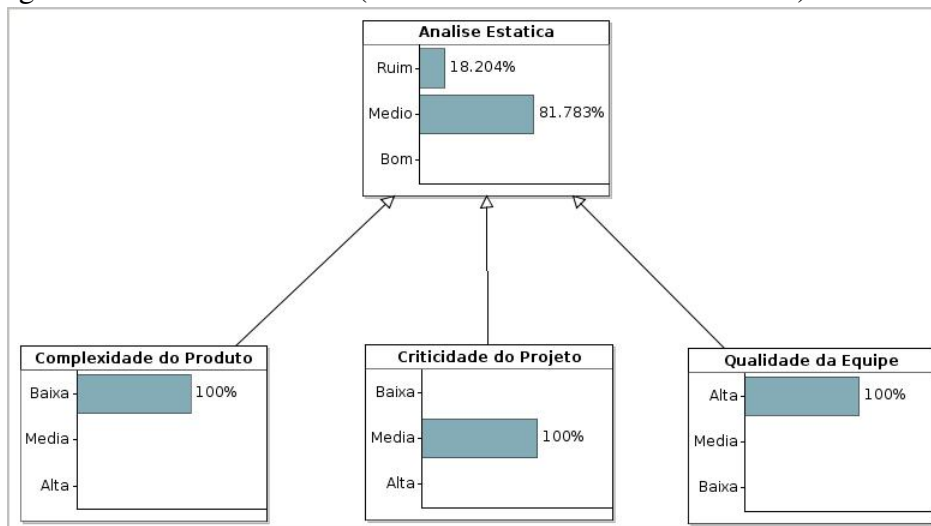 Analise Estatica
Ruim
18.204%
Medio
81.783%
Bom
Complexidade do Produto
Baixa
100%
Media
Alta
Criticidade do Projeto
Baixa
Media
100%
Alta
Qualidade da Equipe
Alta
100%
Media
Baixa